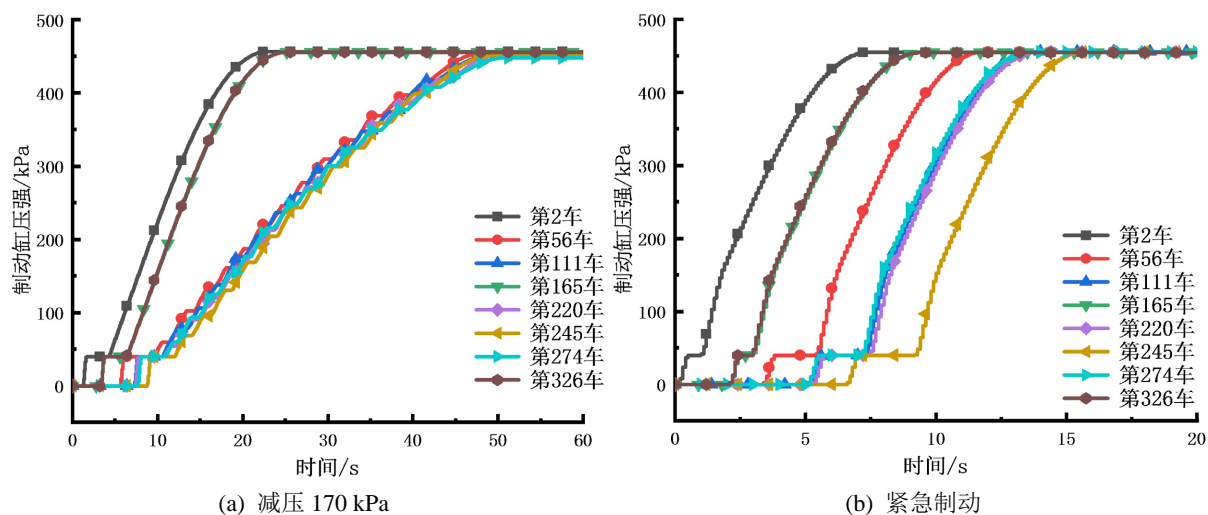 500
400
300
200
100
0
制动缸压强/kPa
0
10
20
30
40
50
60
时间/s
第2车
第56车
第111车
第165车
第220车
第245车
第274车
第326车
(a) 减压 170 kPa
500
400
300
200
100
0
制动缸压强/kPa
0
5
10
15
20
时间/s
第2车
第56车
第111车
第165车
第220车
第245车
第274车
第326车
(b) 紧急制动